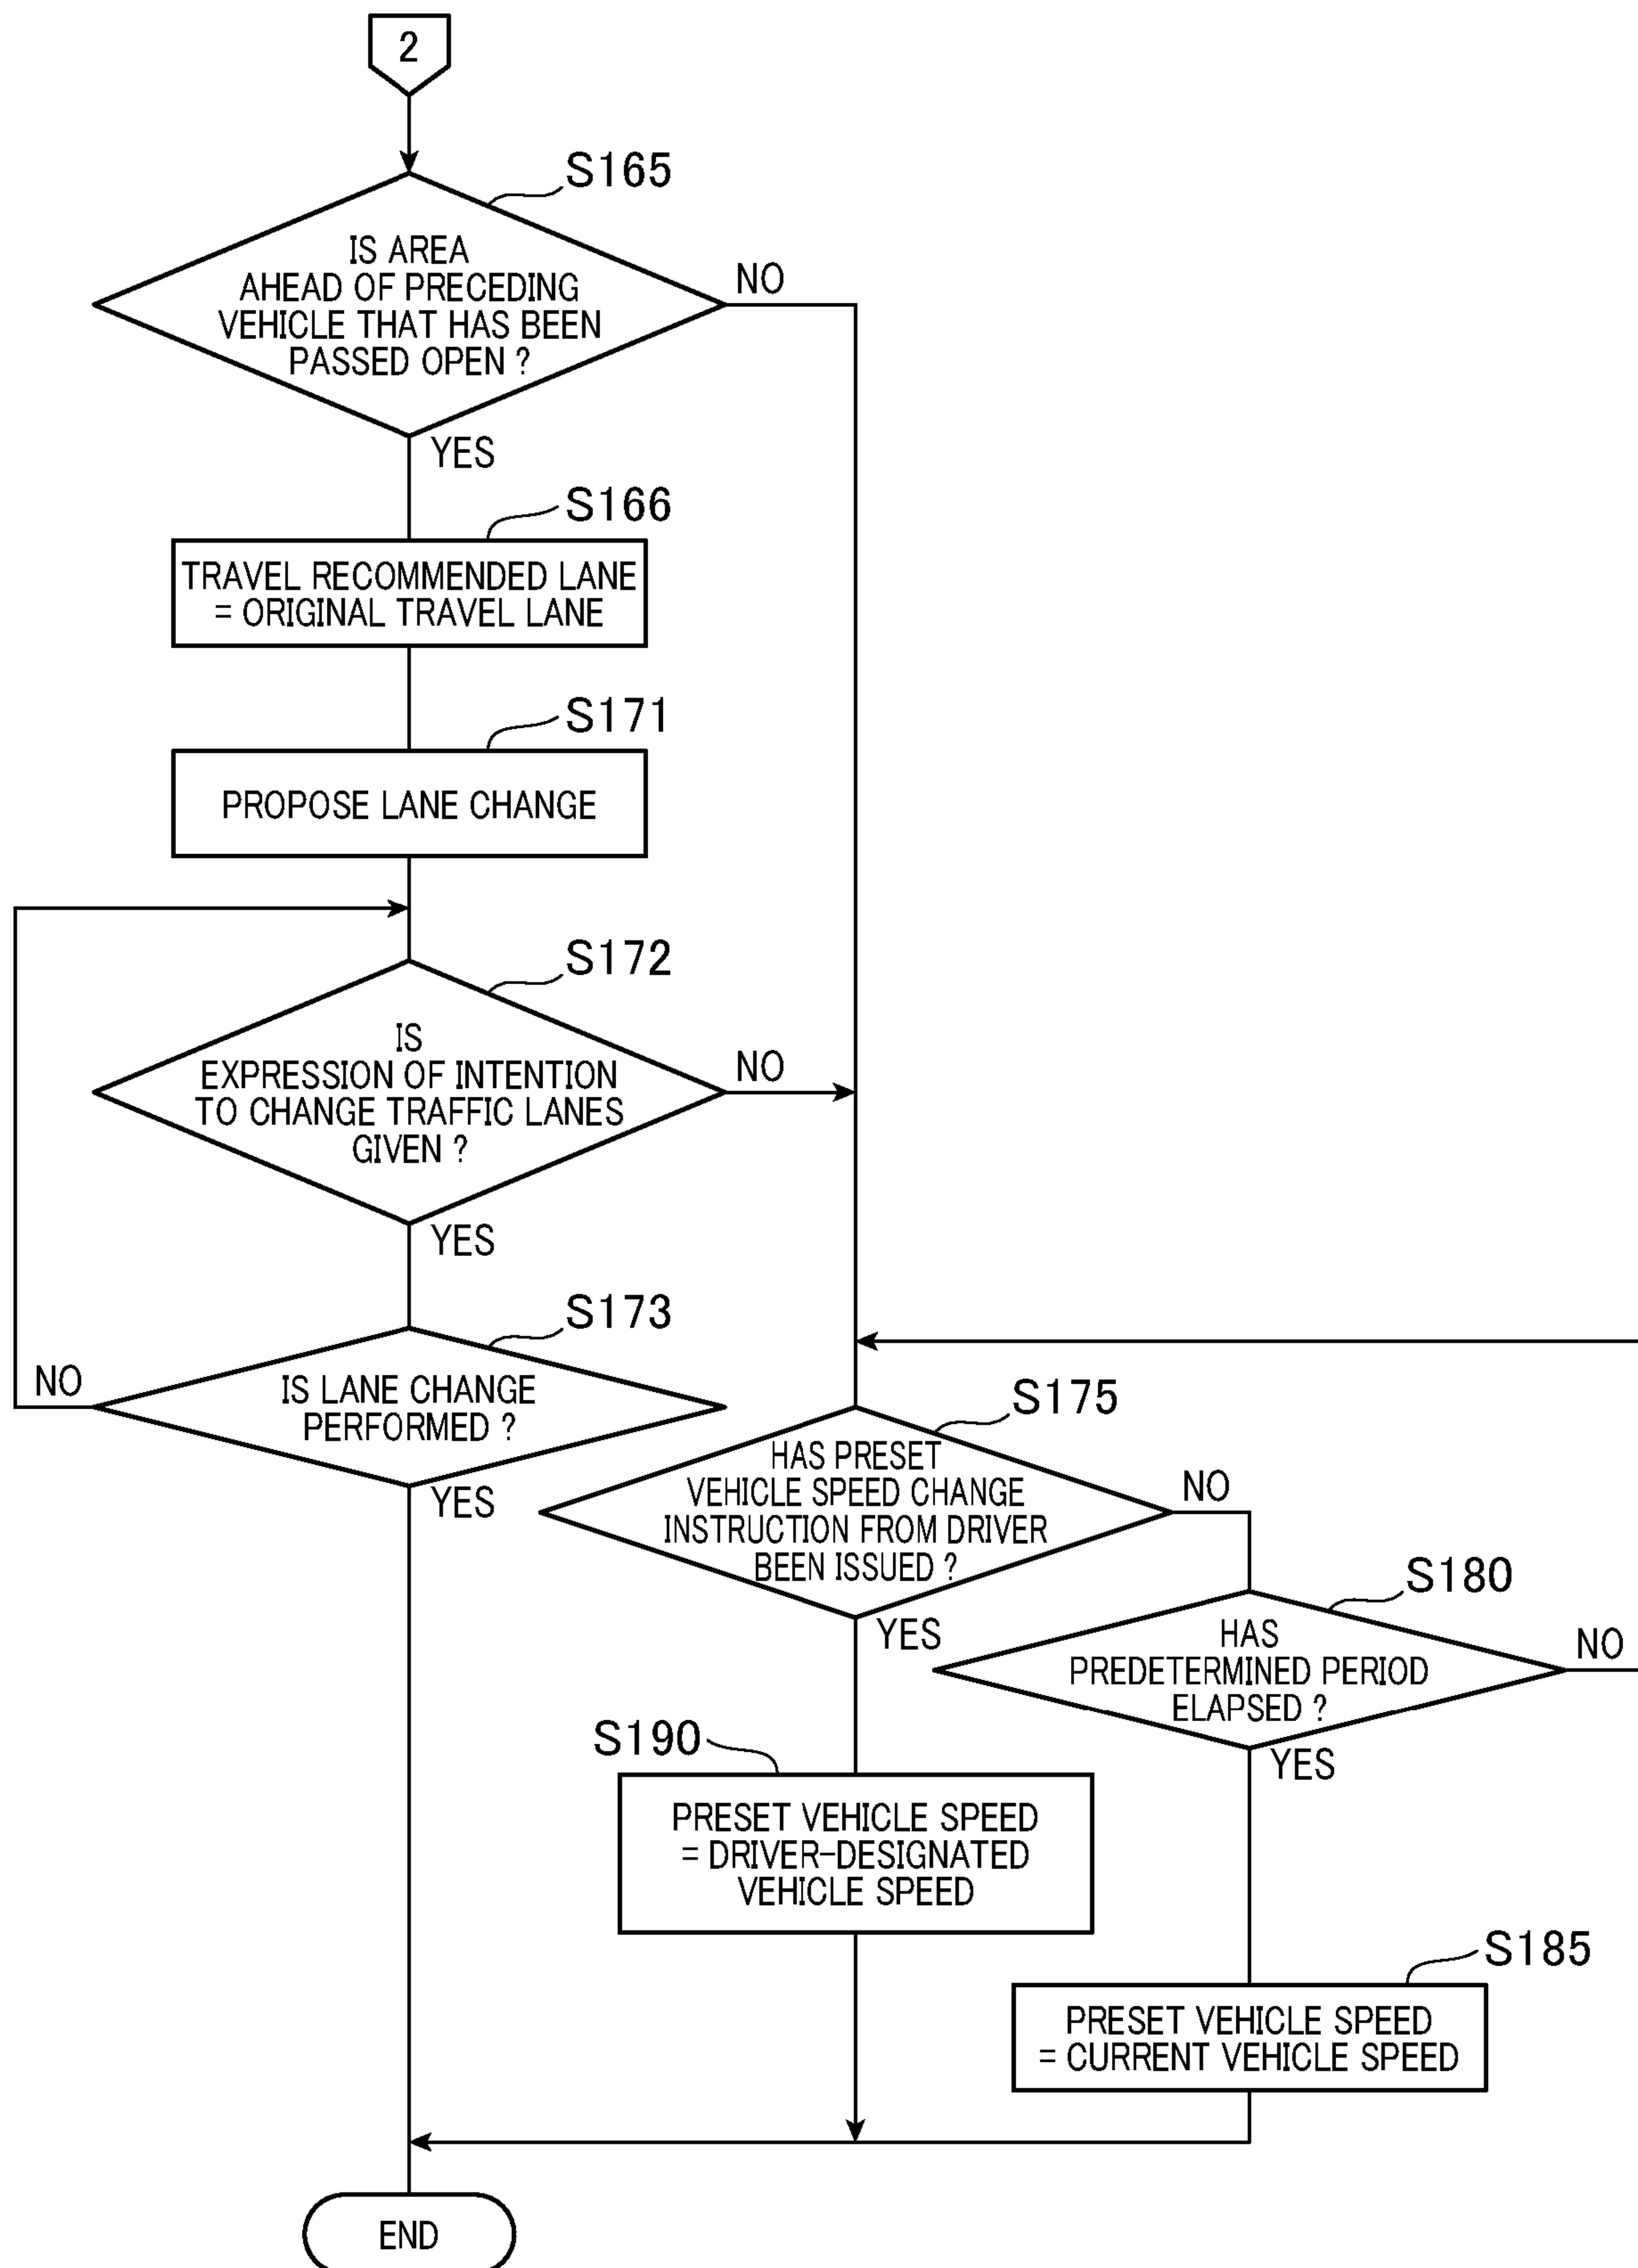 2
S165
IS AREA
AHEAD OF PRECEDING
VEHICLE THAT HAS BEEN
PASSED OPEN ?
NO
YES
S166
TRAVEL RECOMMENDED LANE
= ORIGINAL TRAVEL LANE
S171
PROPOSE LANE CHANGE
S172
IS
EXPRESSION OF INTENTION
TO CHANGE TRAFFIC LANES
GIVEN ?
NO
YES
S173
IS LANE CHANGE
PERFORMED ?
NO
YES
S175
HAS PRESET
VEHICLE SPEED CHANGE
INSTRUCTION FROM DRIVER
BEEN ISSUED ?
NO
YES
S180
HAS
PREDETERMINED PERIOD
ELAPSED ?
NO
YES
S190
PRESET VEHICLE SPEED
= DRIVER-DESIGNATED
VEHICLE SPEED
S185
PRESET VEHICLE SPEED
= CURRENT VEHICLE SPEED
END